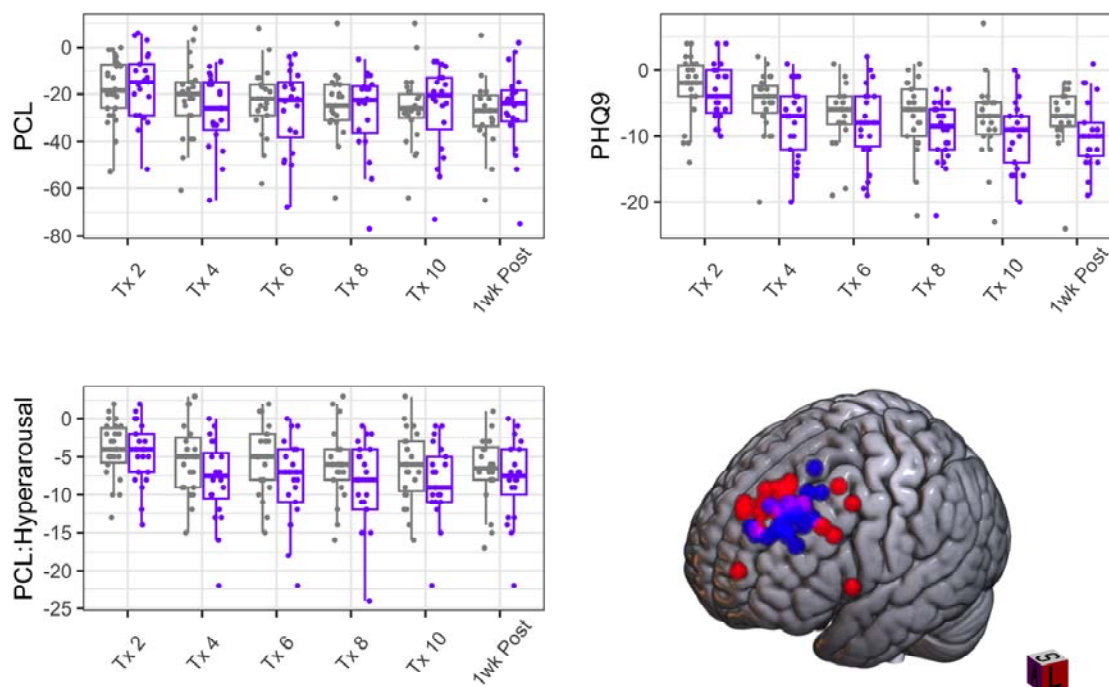 PCL
0
-20
-40
-60
-80
Tx 2
Tx 4
Tx 6
Tx 8
Tx 10
1wk Post
PHQ9
0
-10
-20
Tx 2
Tx 4
Tx 6
Tx 8
Tx 10
1wk Post
PCL:Hyperarousal
0
-5
-10
-15
-20
-25
Tx 2
Tx 4
Tx 6
Tx 8
Tx 10
1wk Post
S
A
L